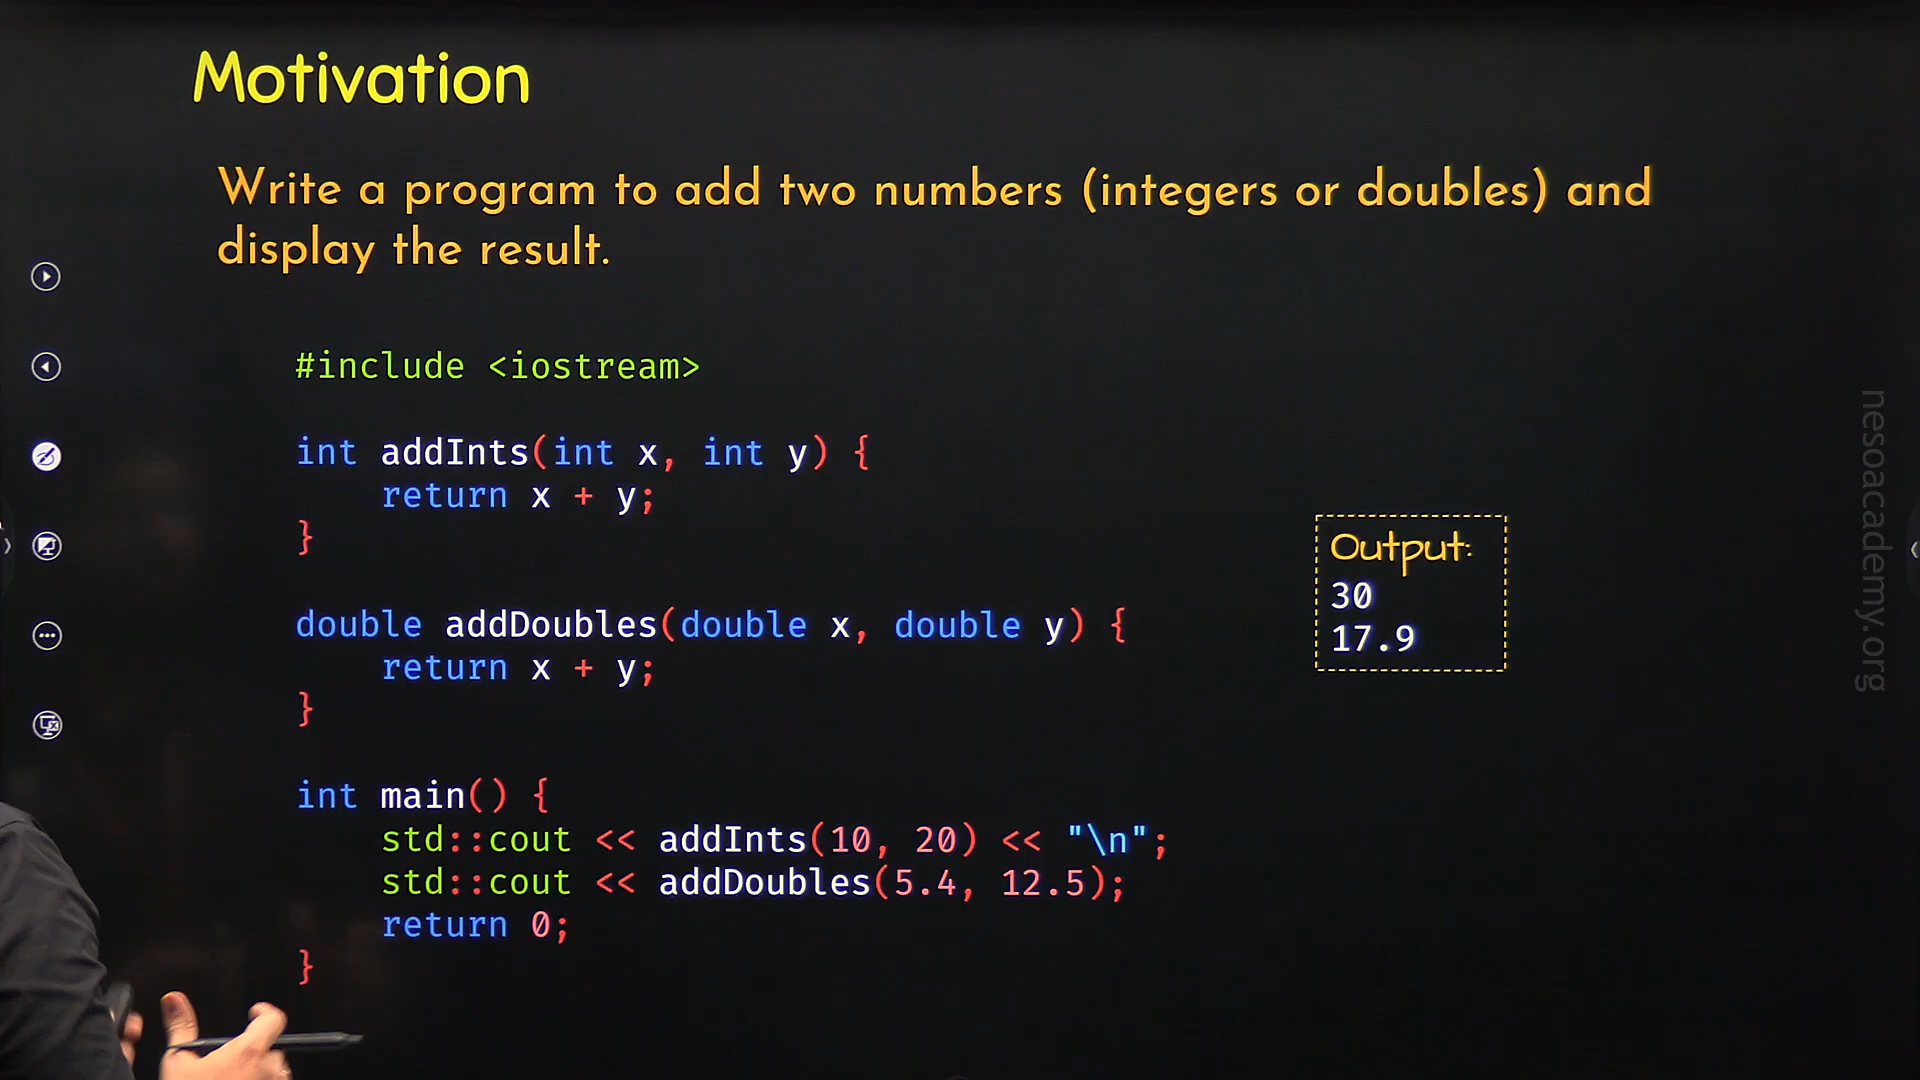 Motivation
Write a program to add two numbers (integers or doubles) and
display the result.
#include <iostream>
int addInts(int x, int y) {
    return x + y;
}
double addDoubles(double x, double y) {
    return x + y;
}
int main() {
    std::cout << addInts(10, 20) << "\n";
    std::cout << addDoubles(5.4, 12.5);
    return 0;
}
Output:
30
17.9
nesoacademy.org